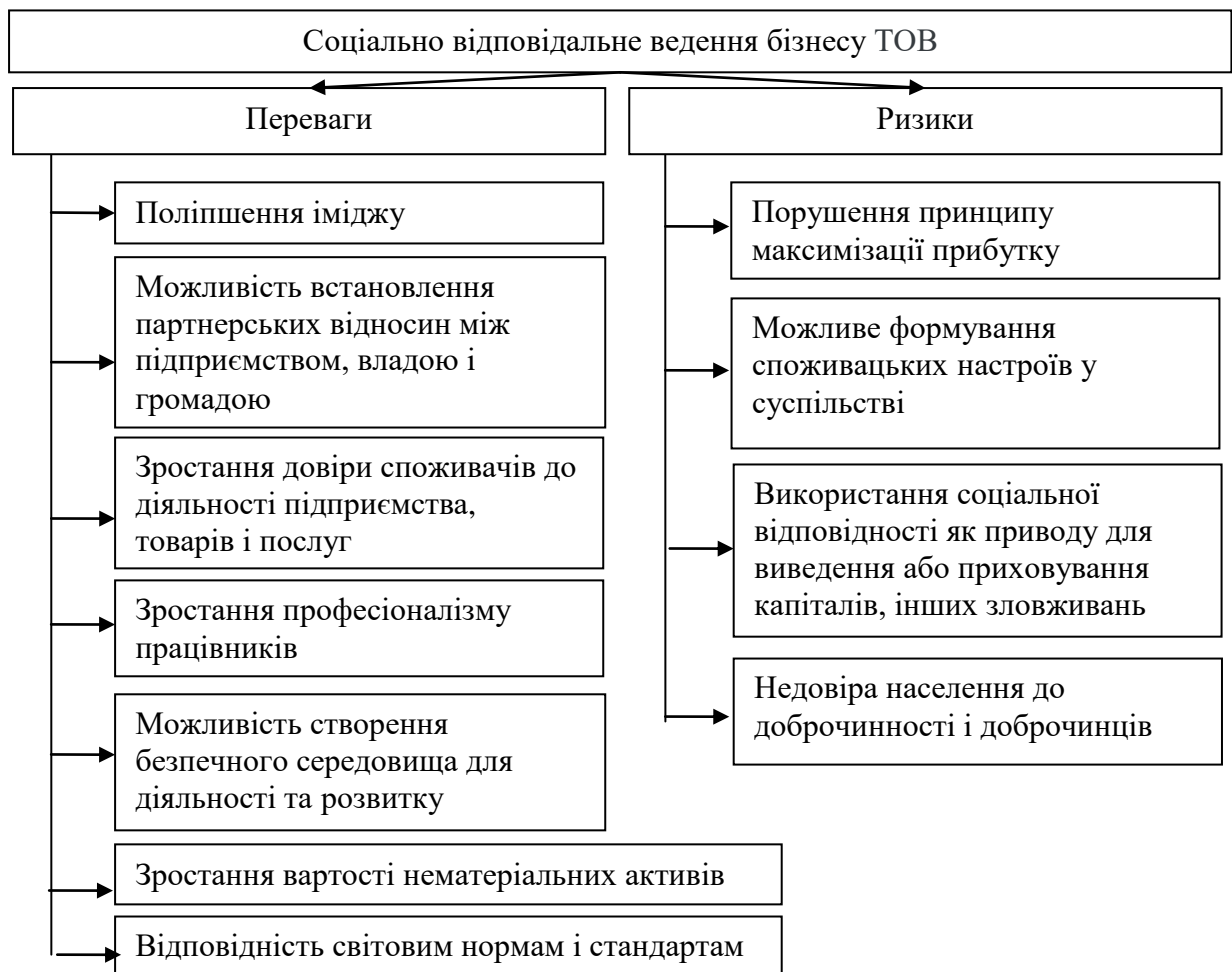 Соціально відповідальне ведення бізнесу ТОВ
Переваги
Поліпшення іміджу
Можливість встановлення
партнерських відносин між
підприємством, владою і
громадою
Зростання довіри споживачів до
діяльності підприємства,
товарів і послуг
Зростання професіоналізму
працівників
Можливість створення
безпечного середовища для
діяльності та розвитку
Зростання вартості нематеріальних активів
Відповідність світовим нормам і стандартам
Ризики
Порушення принципу
максимізації прибутку
Можливе формування
споживацьких настроїв у
суспільстві
Використання соціальної
відповідності як приводу для
виведення або приховування
капіталів, інших зловживань
Недовіра населення до
доброчинності і доброчинців